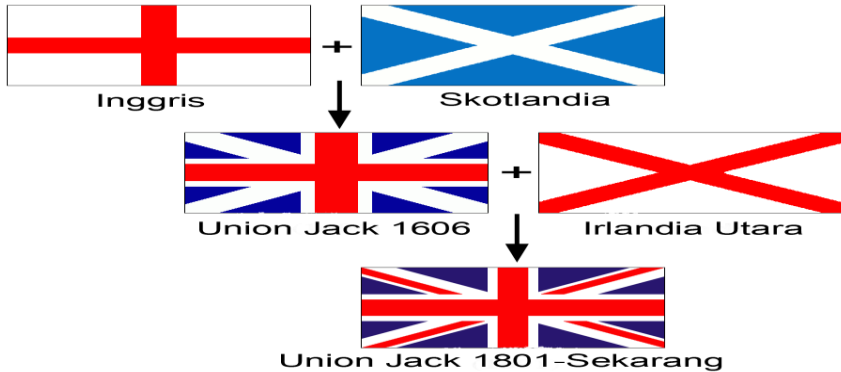 Inggris
Skotlandia
Union Jack 1606
Irlandia Utara
Union Jack 1801-Sekarang